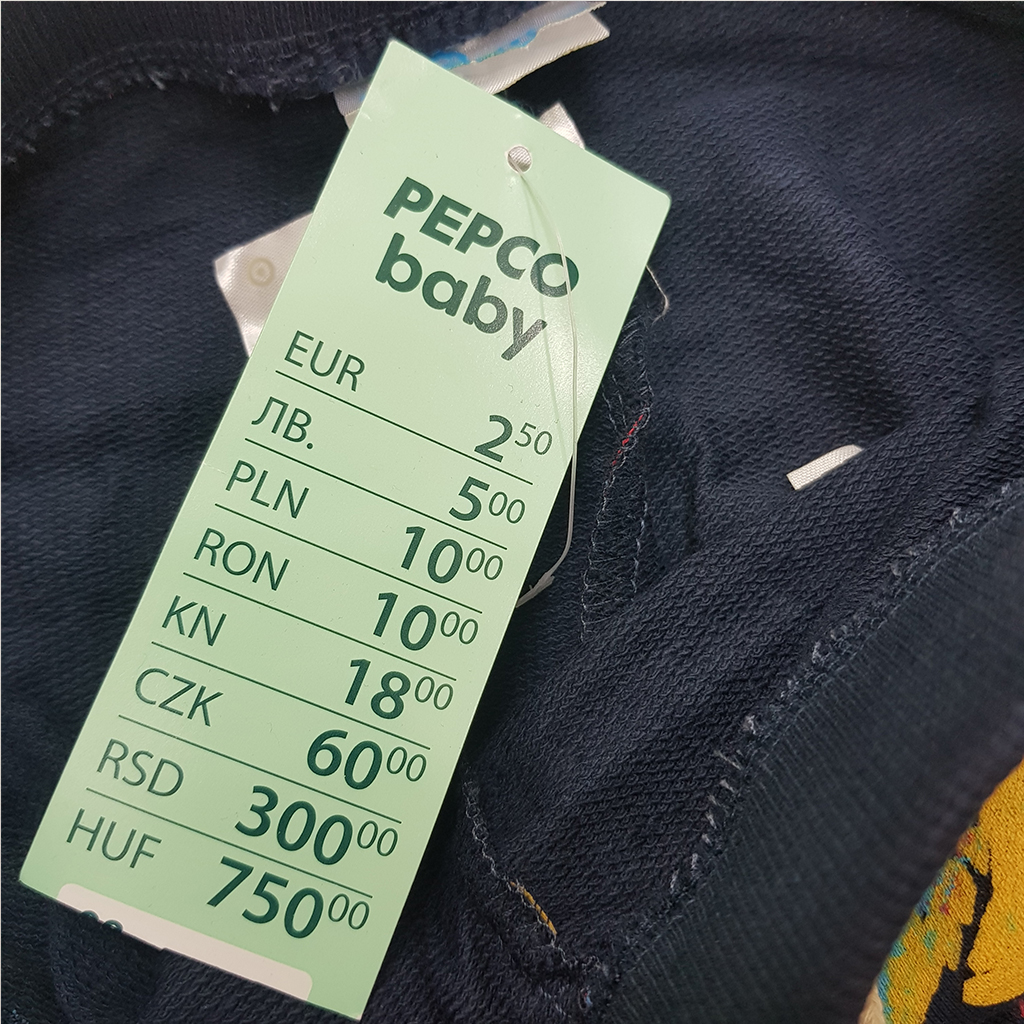 PEPCO
baby
EUR 2 50
ЛВ. 5 00
PLN 10 00
RON 10 00
KN 18 00
CZK 60 00
RSD 300 00
HUF 750 00